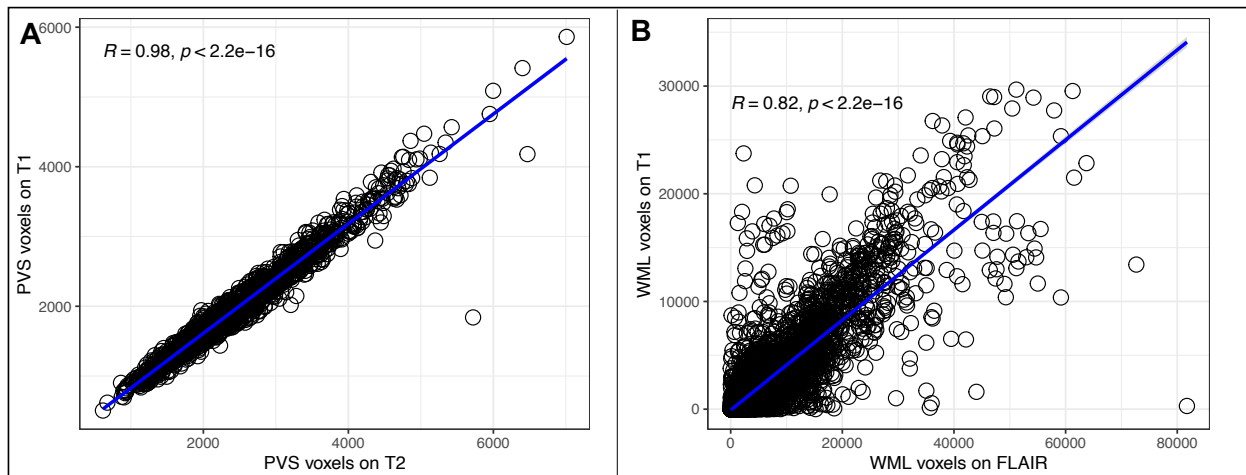 A
R = 0.98, p < 2.2e−16
PVS voxels on T1
6000
4000
2000
2000
4000
6000
PVS voxels on T2
B
R = 0.82, p < 2.2e−16
WML voxels on T1
30000
20000
10000
0
0
20000
40000
60000
80000
WML voxels on FLAIR